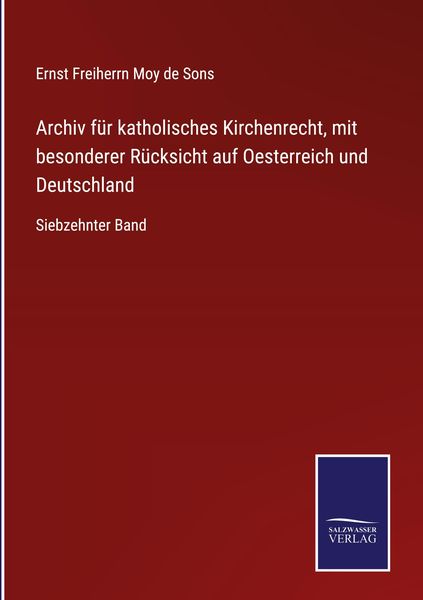 Ernst Freiherrn Moy de Sons
Archiv für katholisches Kirchenrecht, mit
besonderer Rücksicht auf Oesterreich und
Deutschland
Siebzehnter Band
SALZWASSER
VERLAG